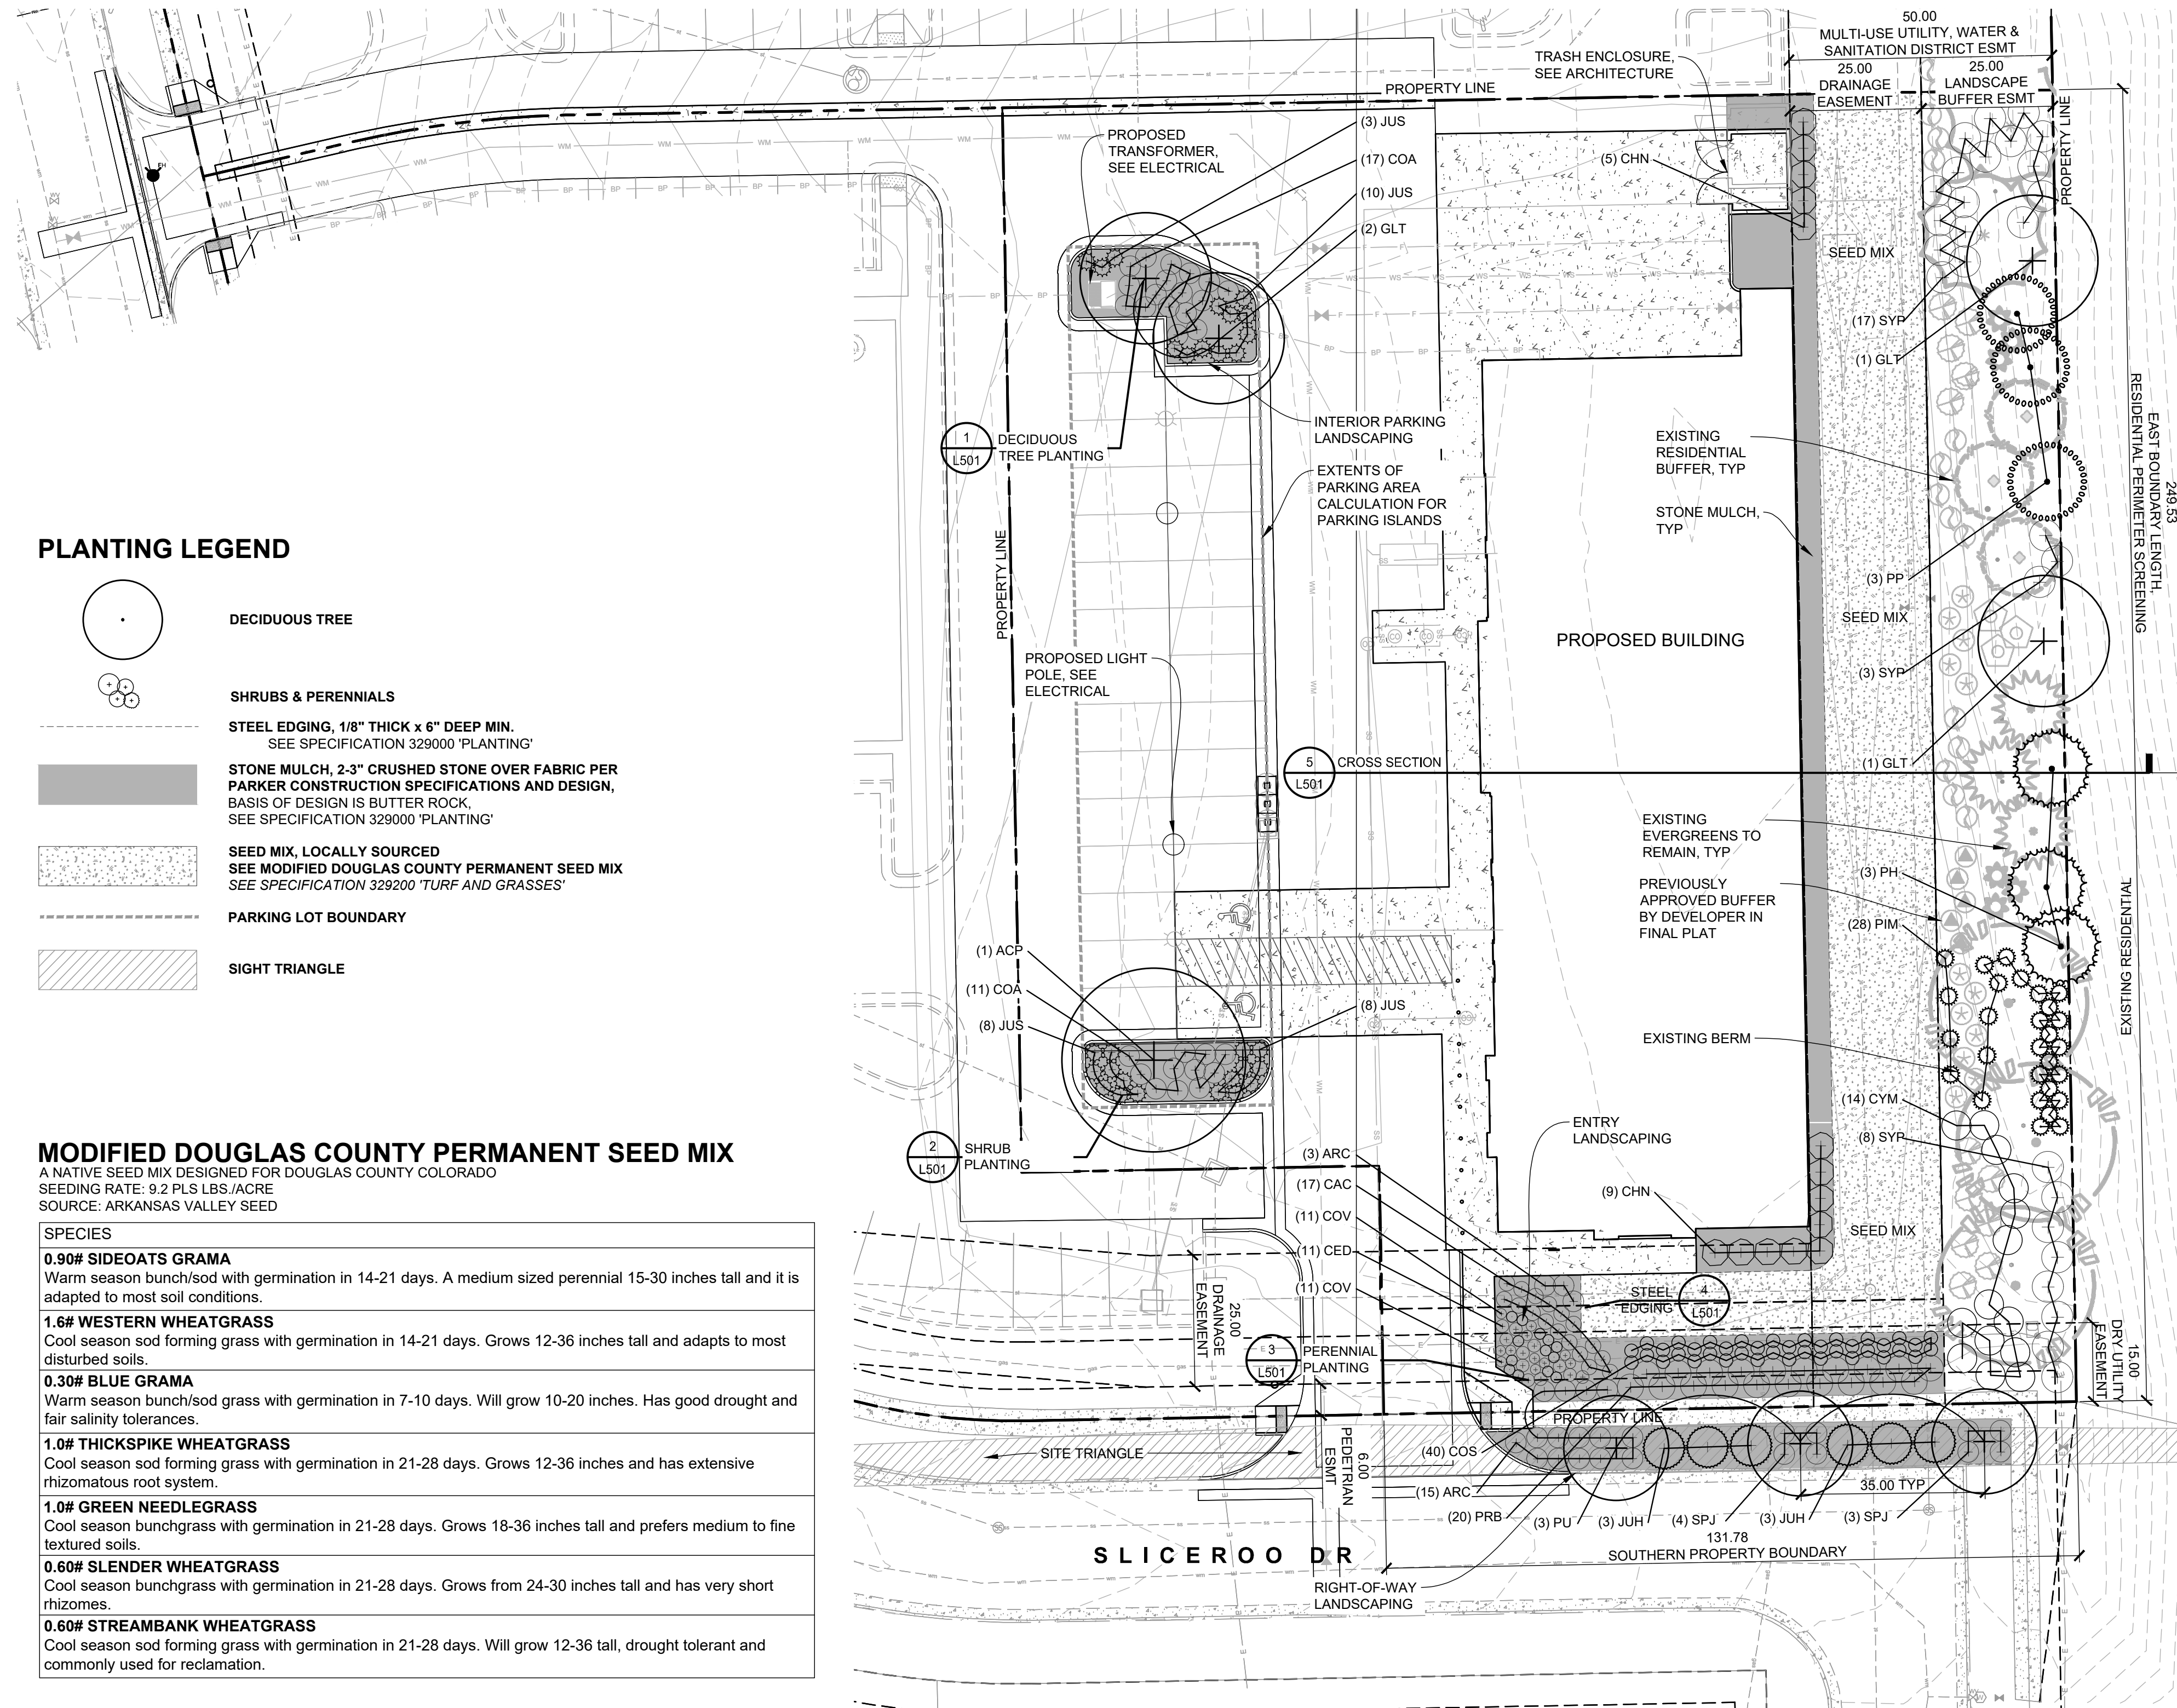 50.00
MULTI-USE UTILITY, WATER &
SANITATION DISTRICT ESMT
25.00
DRAINAGE
EASEMENT
25.00
LANDSCAPE
BUFFER ESMT
TRASH ENCLOSURE,
SEE ARCHITECTURE
PROPERTY LINE
PROPERTY LINE
PROPOSED
TRANSFORMER,
SEE ELECTRICAL
(3) JUS
(17) COA
(10) JUS
(2) GLT
(5) CHN
SEED MIX
(17) SYP
(1) GLT
INTERIOR PARKING
LANDSCAPING
1
L501
DECIDUOUS
TREE PLANTING
EXTENTS OF
PARKING AREA
CALCULATION FOR
PARKING ISLANDS
EXISTING
RESIDENTIAL
BUFFER, TYP
STONE MULCH,
TYP
EAST BOUNDARY LENGTH,
RESIDENTIAL PERIMETER SCREENING
249.53
PROPERTY LINE
(3) PP
SEED MIX
PROPOSED BUILDING
PROPOSED LIGHT
POLE, SEE
ELECTRICAL
(3) SYP
5
L501
CROSS SECTION
(1) GLT
EXISTING
EVERGREENS TO
REMAIN, TYP
PREVIOUSLY
APPROVED BUFFER
BY DEVELOPER IN
FINAL PLAT
(3) PH
(28) PIM
EXISTING RESIDENTIAL
(1) ACP
(11) COA
(8) JUS
(8) JUS
EXISTING BERM
(14) CYM
(8) SYP
ENTRY
LANDSCAPING
2
L501
SHRUB
PLANTING
(3) ARC
(17) CAC
(11) COV
(11) CED
(11) COV
(9) CHN
SEED MIX
STEEL
EDGING
4
L501
25.00
DRAINAGE
EASEMENT
3
L501
PERENNIAL
PLANTING
15.00
DRY UTILITY
EASEMENT
PROPERTY LINE
SITE TRIANGLE
6.00
PEDETRIAN
ESMT
(40) COS
(15) ARC
(20) PRB
(3) PU
(3) JUH
(4) SPJ
(3) JUH
(3) SPJ
35.00 TYP
131.78
SOUTHERN PROPERTY BOUNDARY
SLICEROO DR
RIGHT-OF-WAY
LANDSCAPING
PLANTING LEGEND
DECIDUOUS TREE
SHRUBS & PERENNIALS
STEEL EDGING, 1/8" THICK x 6" DEEP MIN.
SEE SPECIFICATION 329000 'PLANTING'
STONE MULCH, 2-3" CRUSHED STONE OVER FABRIC PER
PARKER CONSTRUCTION SPECIFICATIONS AND DESIGN,
BASIS OF DESIGN IS BUTTER ROCK,
SEE SPECIFICATION 329000 'PLANTING'
SEED MIX, LOCALLY SOURCED
SEE MODIFIED DOUGLAS COUNTY PERMANENT SEED MIX
SEE SPECIFICATION 329200 'TURF AND GRASSES'
PARKING LOT BOUNDARY
SIGHT TRIANGLE
MODIFIED DOUGLAS COUNTY PERMANENT SEED MIX
A NATIVE SEED MIX DESIGNED FOR DOUGLAS COUNTY COLORADO
SEEDING RATE: 9.2 PLS LBS./ACRE
SOURCE: ARKANSAS VALLEY SEED
SPECIES
0.90# SIDEOATS GRAMA
Warm season bunch/sod with germination in 14-21 days. A medium sized perennial 15-30 inches tall and it is
adapted to most soil conditions.
1.6# WESTERN WHEATGRASS
Cool season sod forming grass with germination in 14-21 days. Grows 12-36 inches tall and adapts to most
disturbed soils.
0.30# BLUE GRAMA
Warm season bunch/sod grass with germination in 7-10 days. Will grow 10-20 inches. Has good drought and
fair salinity tolerances.
1.0# THICKSPIKE WHEATGRASS
Cool season sod forming grass with germination in 21-28 days. Grows 12-36 inches and has extensive
rhizomatous root system.
1.0# GREEN NEEDLEGRASS
Cool season bunchgrass with germination in 21-28 days. Grows 18-36 inches tall and prefers medium to fine
textured soils.
0.60# SLENDER WHEATGRASS
Cool season bunchgrass with germination in 21-28 days. Grows from 24-30 inches tall and has very short
rhizomes.
0.60# STREAMBANK WHEATGRASS
Cool season sod forming grass with germination in 21-28 days. Will grow 12-36 tall, drought tolerant and
commonly used for reclamation.